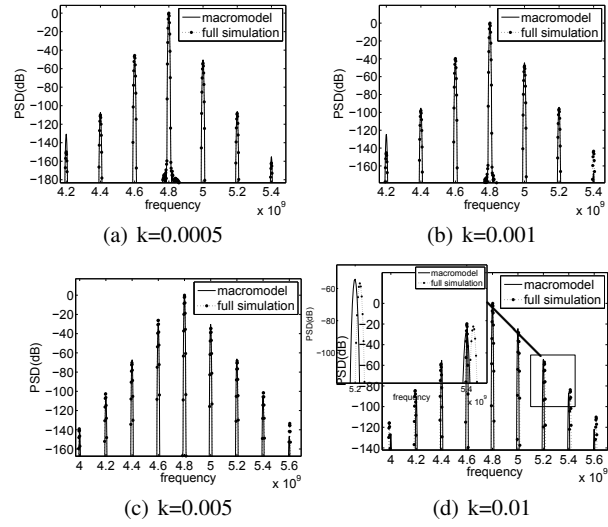 macromodel
full simulation
PSD(dB)
0
−20
−40
−60
−80
−100
−120
−140
−160
−180
4.2 4.4 4.6 4.8 5 5.2 5.4
frequency
x 10⁹
(a) k=0.0005
macromodel
full simulation
PSD(dB)
0
−20
−40
−60
−80
−100
−120
−140
−160
−180
4.2 4.4 4.6 4.8 5 5.2 5.4
frequency
x 10⁹
(b) k=0.001
macromodel
full simulation
PSD(dB)
0
−20
−40
−60
−80
−100
−120
−140
−160
4 4.2 4.4 4.6 4.8 5 5.2 5.4 5.6
frequency
x 10⁹
(c) k=0.005
macromodel
full simulation
PSD(dB)
−60
−80
−100
5.2 5.4
frequency
x 10⁹
macromodel
full simulation
PSD(dB)
0
−20
−40
−60
−80
−100
−120
−140
4 4.2 4.4 4.6 4.8 5 5.2 5.4 5.6
frequency
x 10⁹
(d) k=0.01